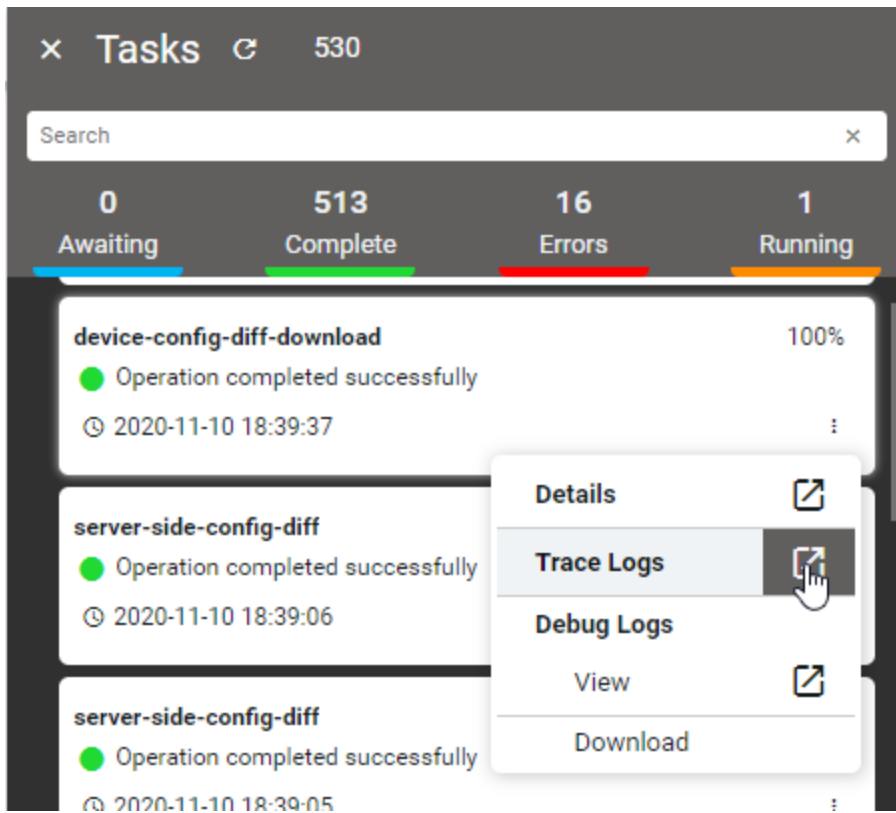 Tasks 530
Search
0 513 16 1
Awaiting Complete Errors Running
device-config-diff-download 100%
Operation completed successfully
2020-11-10 18:39:37
Details
server-side-config-diff
Trace Logs
Operation completed successfully
2020-11-10 18:39:06
Debug Logs
View
server-side-config-diff
Download
Operation completed successfully
2020-11-10 18:39:05